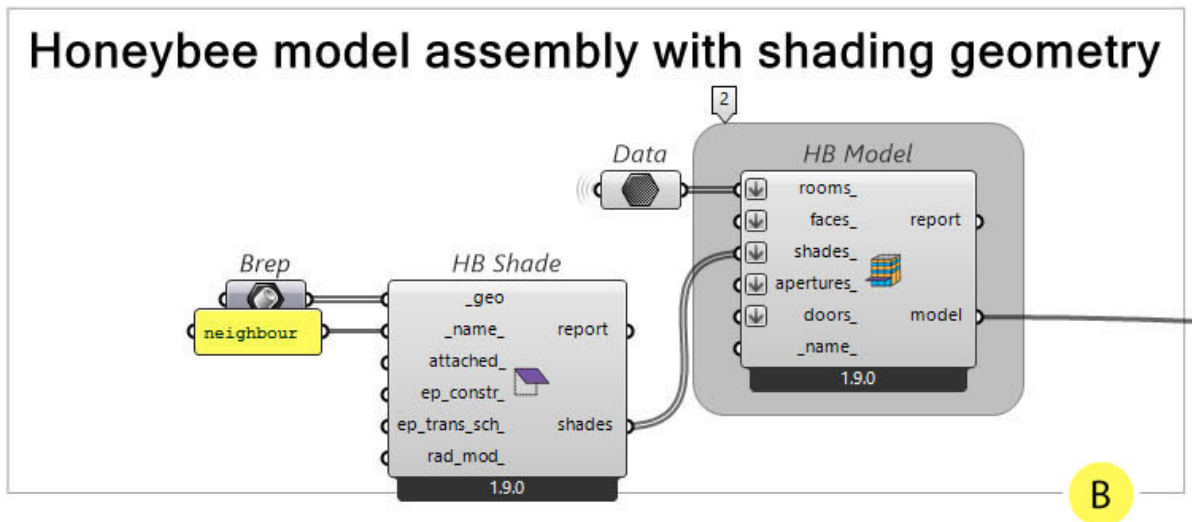 Honeybee model assembly with shading geometry
2
Data
HB Model
rooms_
faces_
report
shades_
apertures_
doors_
model
_name_
1.9.0
Brep
HB Shade
_geo
neighbour
_name_
report
attached_
ep_constr_
ep_trans_sch_
shades
rad_mod_
1.9.0
B